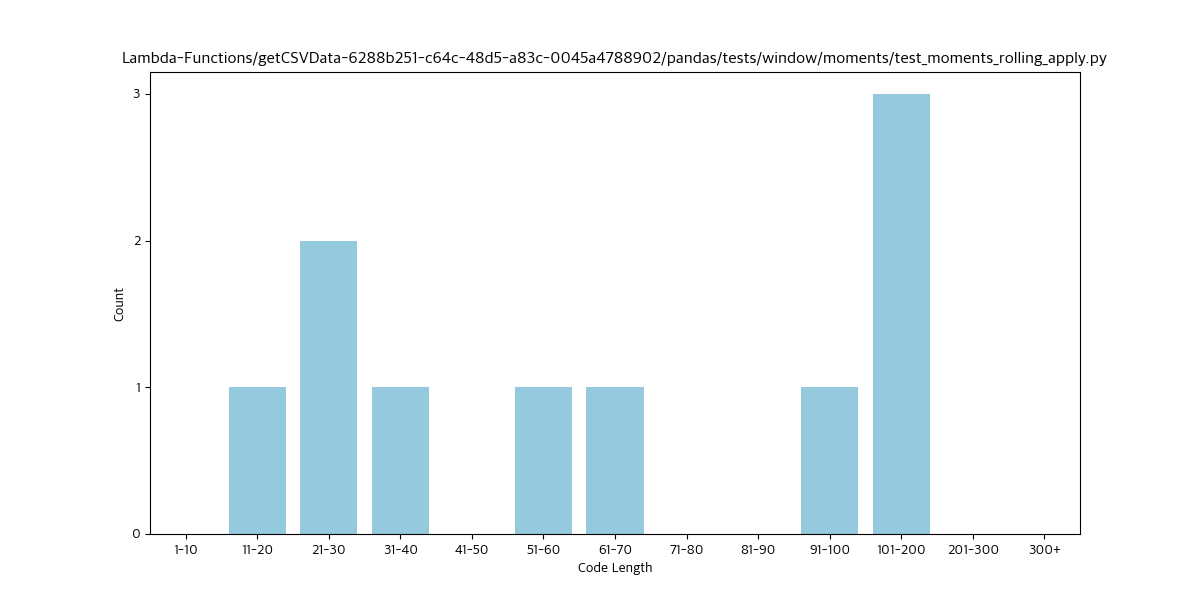 Lambda-Functions/getCSVData-6288b251-c64c-48d5-a83c-0045a4788902/pandas/tests/window/moments/test_moments_rolling_apply.py
3
2
1
0
Count
1-10 11-20 21-30 31-40 41-50 51-60 61-70 71-80 81-90 91-100 101-200 201-300 300+
Code Length